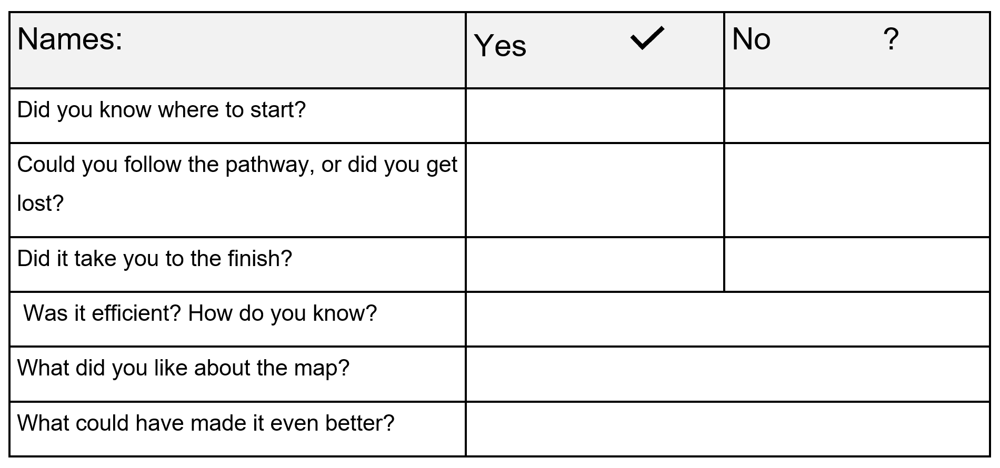 Names:
Yes ✓
No ?
Did you know where to start?
Could you follow the pathway, or did you get
lost?
Did it take you to the finish?
Was it efficient? How do you know?
What did you like about the map?
What could have made it even better?